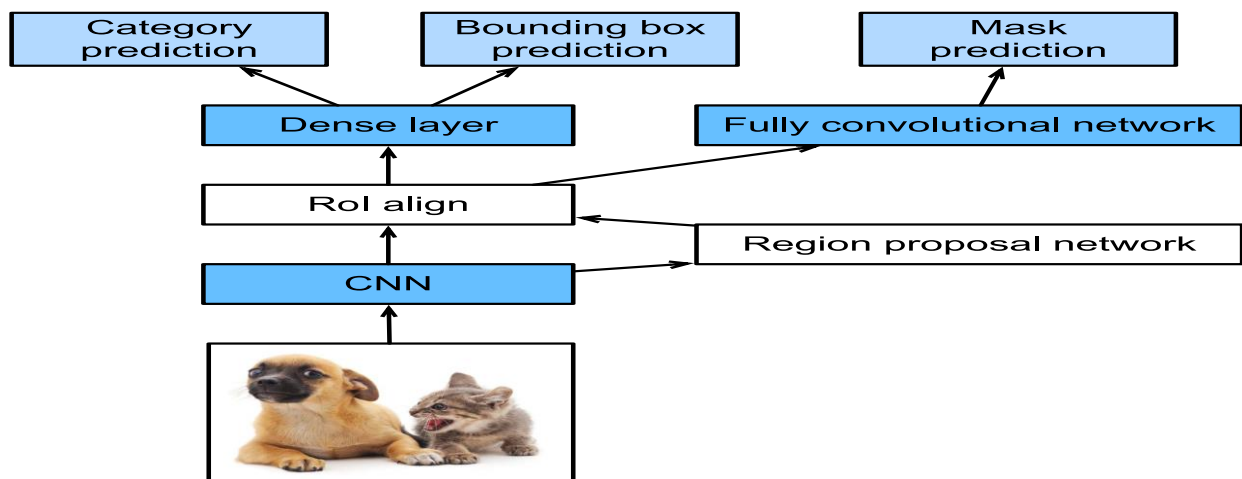 Category
prediction
Bounding box
prediction
Mask
prediction
Dense layer
Fully convolutional network
RoI align
Region proposal network
CNN